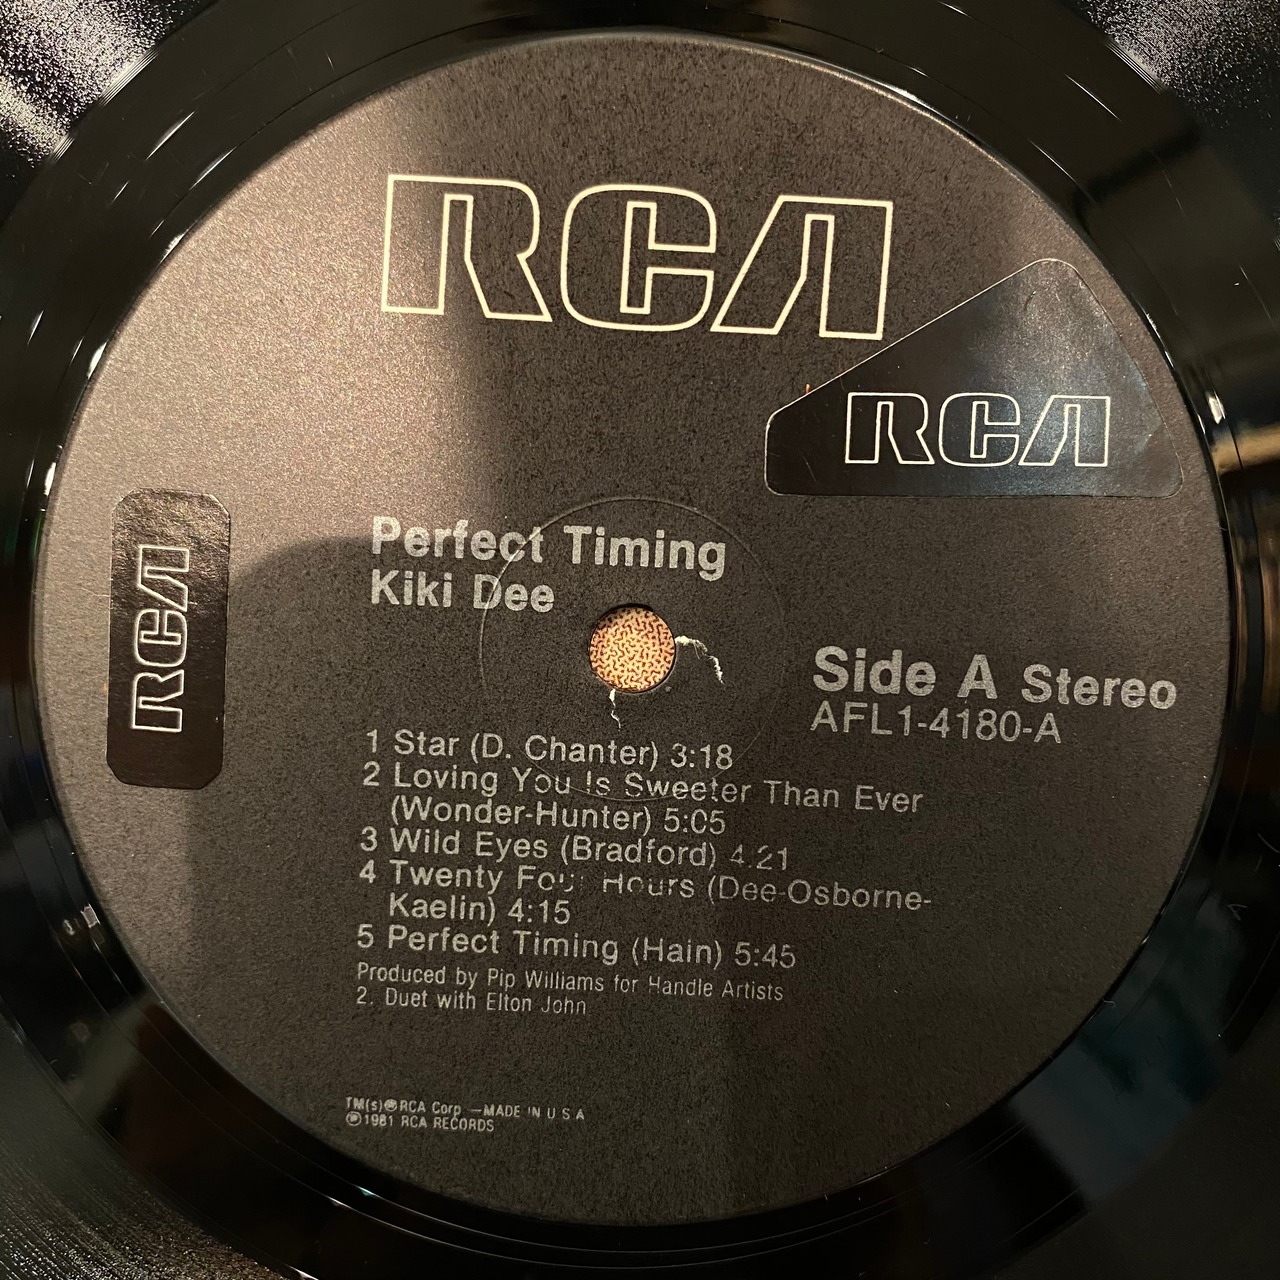 RCA
RCA
RCA
Perfect Timing
Kiki Dee
Side A Stereo
AFL1-4180-A
1 Star (D. Chanter) 3:18
2 Loving You Is Sweeter Than Ever
(Wonder-Hunter) 5:05
3 Wild Eyes (Bradford) 4:21
4 Twenty Four Hours (Dee-Osborne-
Kaelin) 4:15
5 Perfect Timing (Hain) 5:45
Produced by Pip Williams for Handle Artists
2. Duet with Elton John
TM(s)®RCA Corp.—MADE IN U S A
℗1981 RCA RECORDS